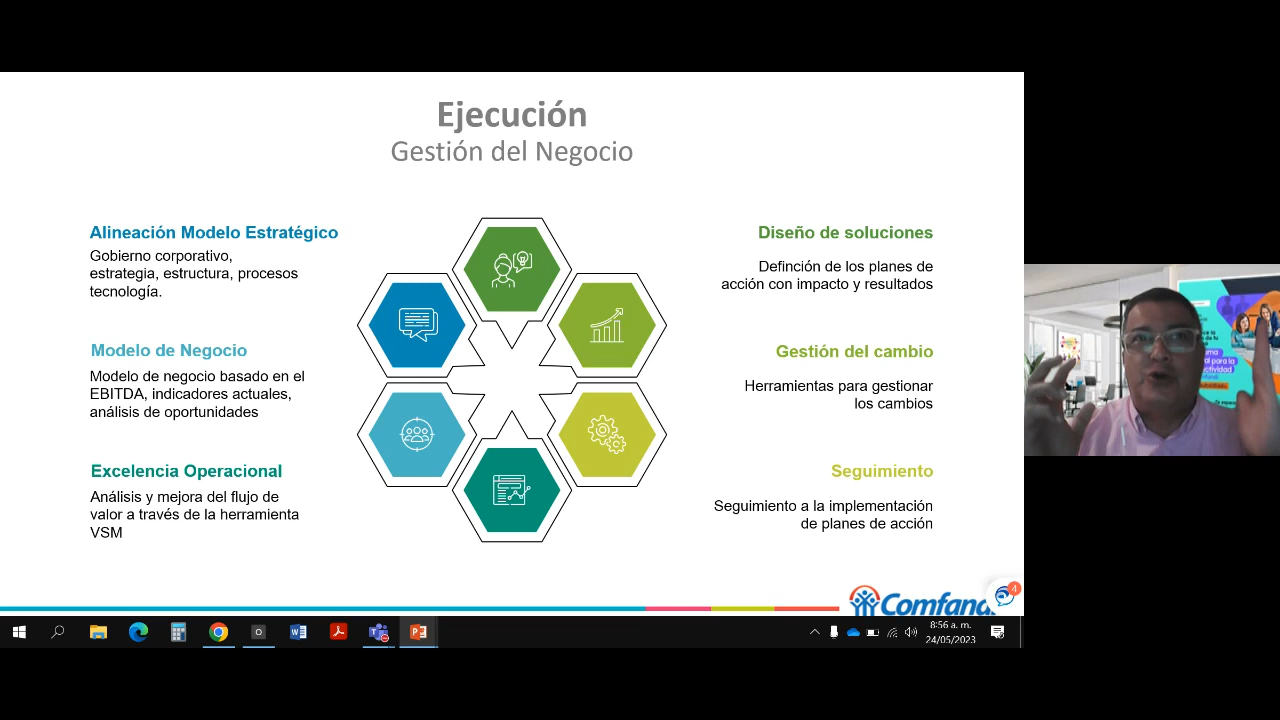 Ejecución
Gestión del Negocio
Alineación Modelo Estratégico
Gobierno corporativo,
estrategia, estructura, procesos
tecnología.
Modelo de Negocio
Modelo de negocio basado en el
EBITDA, indicadores actuales,
análisis de oportunidades
Excelencia Operacional
Análisis y mejora del flujo de
valor a través de la herramienta
VSM
Diseño de soluciones
Definción de los planes de
acción con impacto y resultados
Gestión del cambio
Herramientas para gestionar
los cambios
Seguimiento
Seguimiento a la implementación
de planes de acción
Comfand
4
8:56 a. m.
24/05/2023